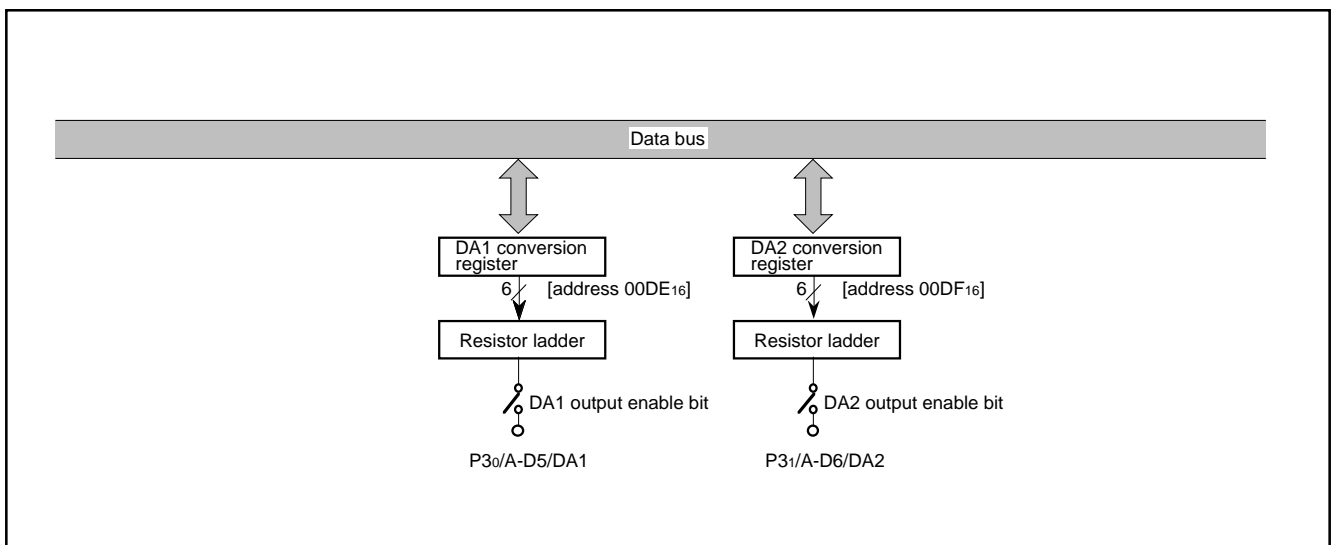 Data bus
DA1 conversion
register
DA2 conversion
register
6 [address 00DE16]
6 [address 00DF16]
Resistor ladder
Resistor ladder
DA1 output enable bit
DA2 output enable bit
P30/A-D5/DA1
P31/A-D6/DA2